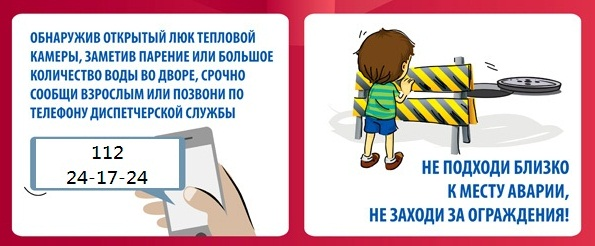 ОБНАРУЖИВ ОТКРЫТЫЙ ЛЮК ТЕПЛОВОЙ
КАМЕРЫ, ЗАМЕТИВ ПАРЕНИЕ ИЛИ БОЛЬШОЕ
КОЛИЧЕСТВО ВОДЫ ВО ДВОРЕ, СРОЧНО
СООБЩИ ВЗРОСЛЫМ ИЛИ ПОЗВОНИ ПО
ТЕЛЕФОНУ ДИСПЕТЧЕРСКОЙ СЛУЖБЫ
112
24-17-24
НЕ ПОДХОДИ БЛИЗКО
К МЕСТУ АВАРИИ,
НЕ ЗАХОДИ ЗА ОГРАЖДЕНИЯ!